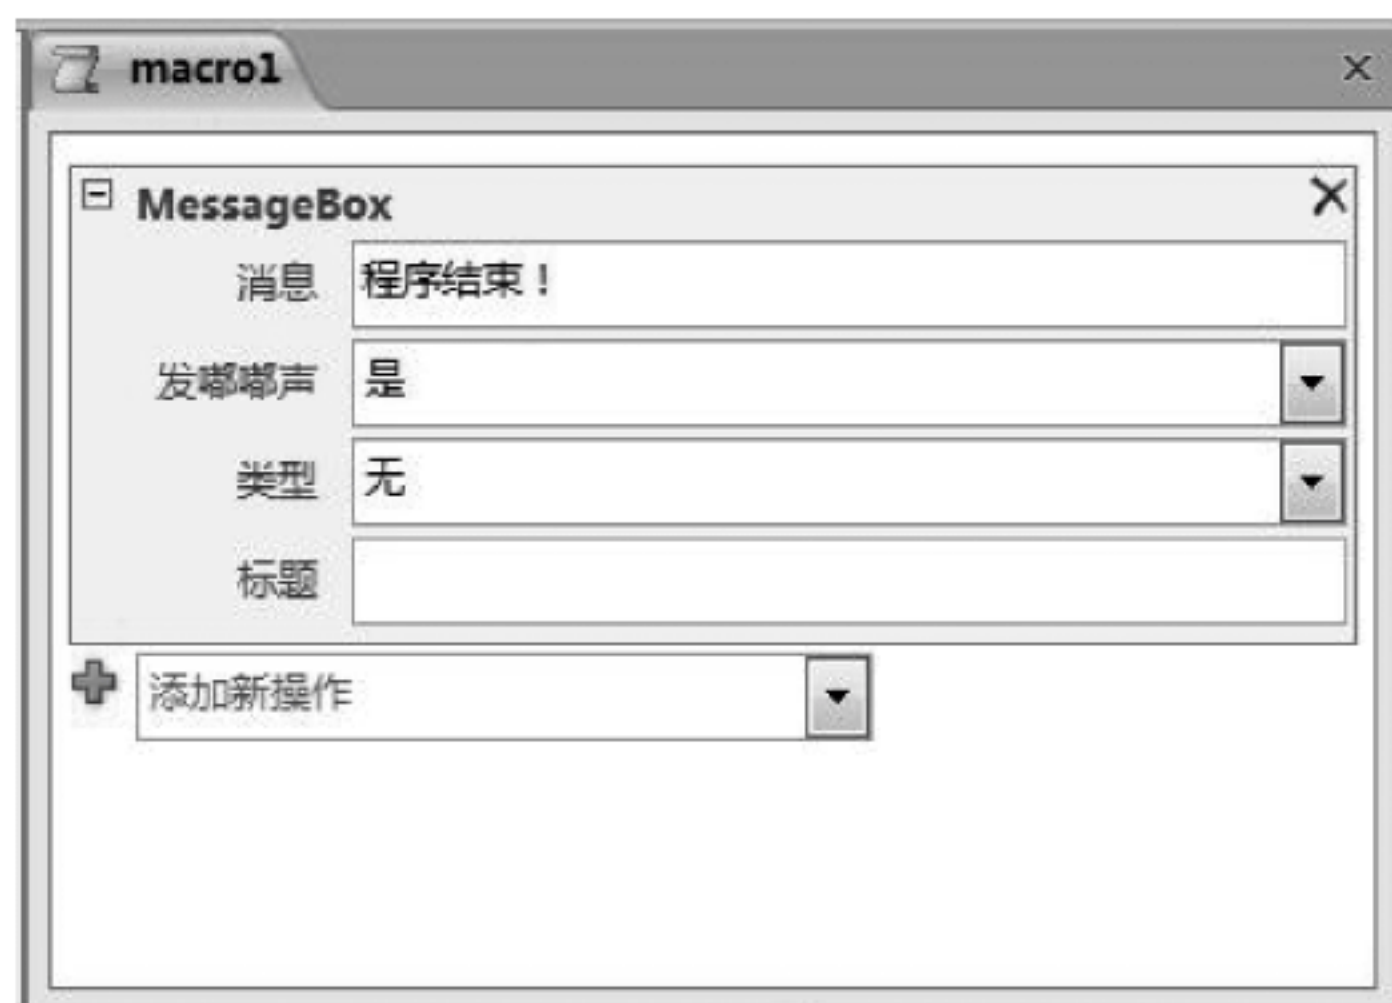 macro1
MessageBox
消息 程序结束！
发嘟嘟声 是
类型 无
标题
添加新操作